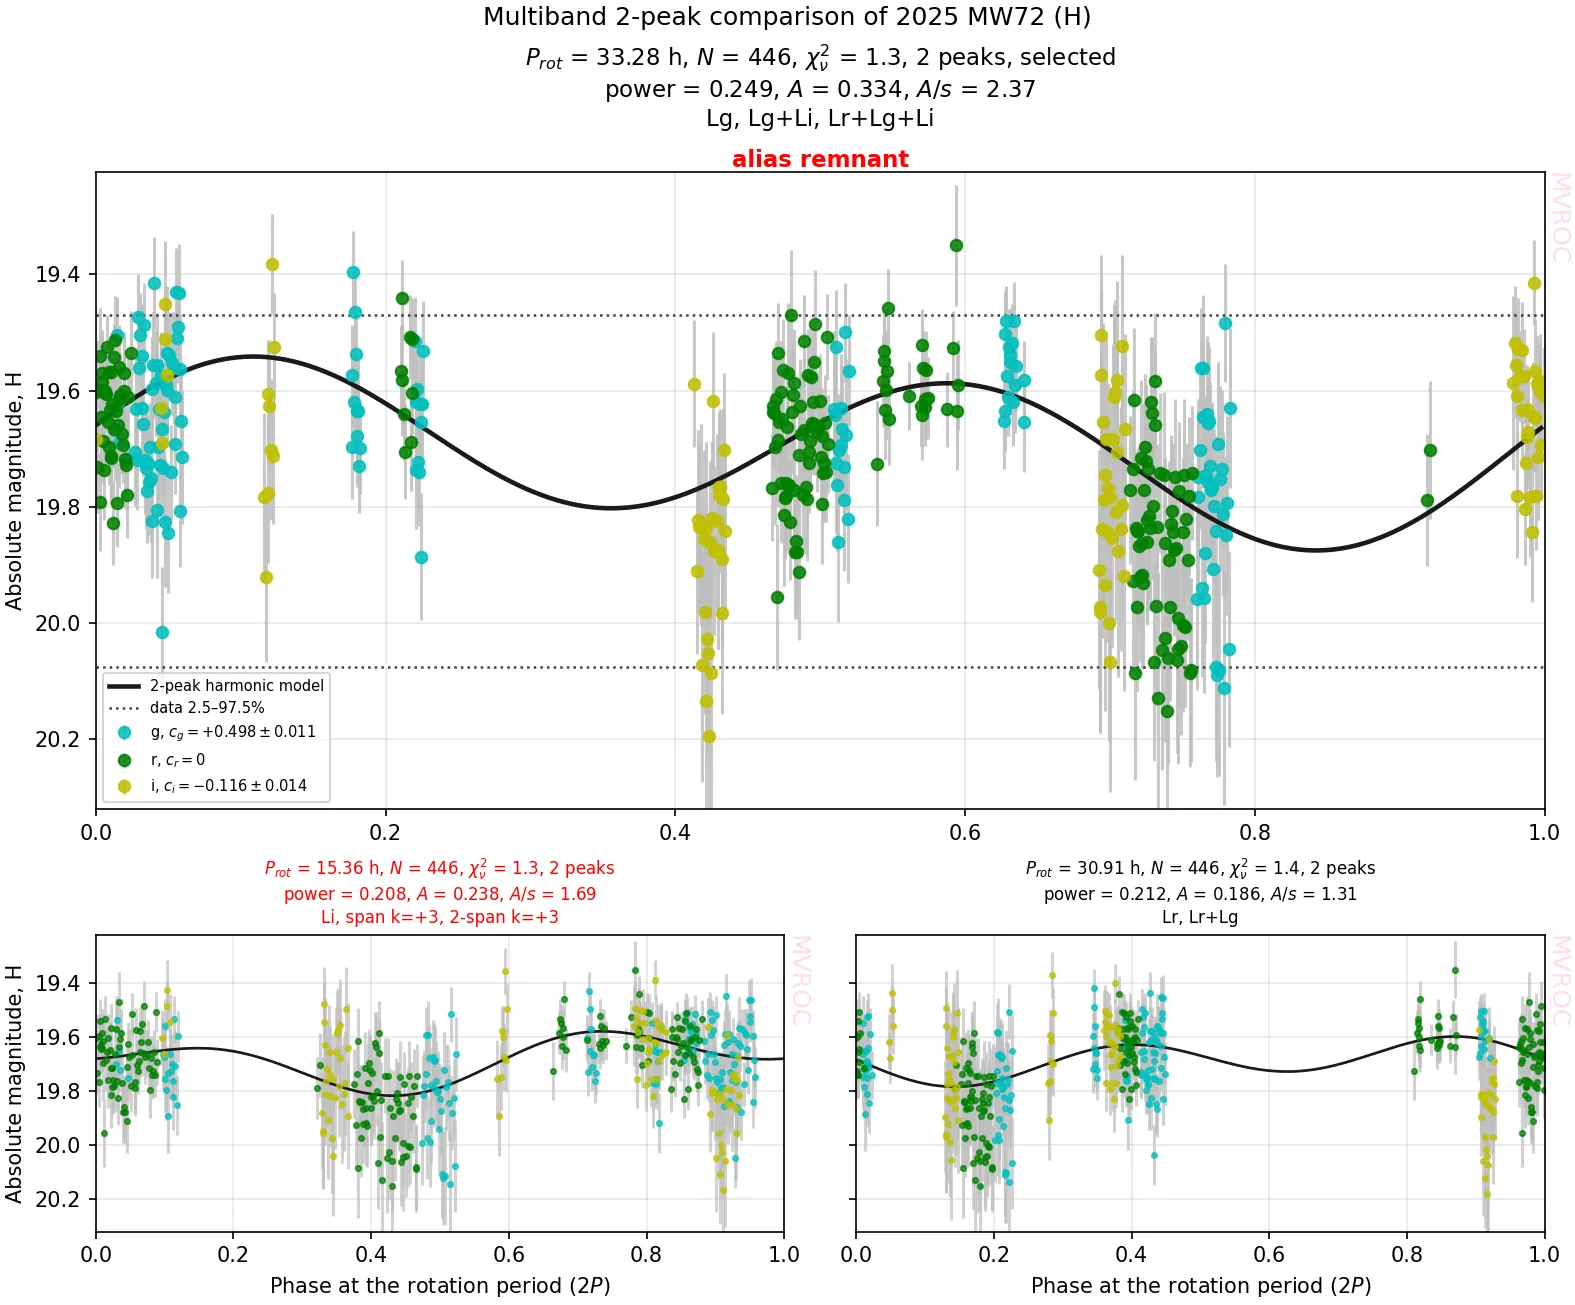 Multiband 2-peak comparison of 2025 MW72 (H)
P_rot = 33.28 h, N = 446, χ²_ν = 1.3, 2 peaks, selected
power = 0.249, A = 0.334, A/s = 2.37
Lg, Lg+Li, Lr+Lg+Li
alias remnant
MVROC
Absolute magnitude, H
19.4
19.6
19.8
20.0
20.2
2-peak harmonic model
data 2.5–97.5%
g, c_g = +0.498 ± 0.011
r, c_r = 0
i, c_i = −0.116 ± 0.014
0.0 0.2 0.4 0.6 0.8 1.0
P_rot = 15.36 h, N = 446, χ²_ν = 1.3, 2 peaks
power = 0.208, A = 0.238, A/s = 1.69
Li, span k=+3, 2-span k=+3
MVROC
Absolute magnitude, H
19.4
19.6
19.8
20.0
20.2
0.0 0.2 0.4 0.6 0.8 1.0
Phase at the rotation period (2P)
P_rot = 30.91 h, N = 446, χ²_ν = 1.4, 2 peaks
power = 0.212, A = 0.186, A/s = 1.31
Lr, Lr+Lg
MVROC
0.0 0.2 0.4 0.6 0.8 1.0
Phase at the rotation period (2P)